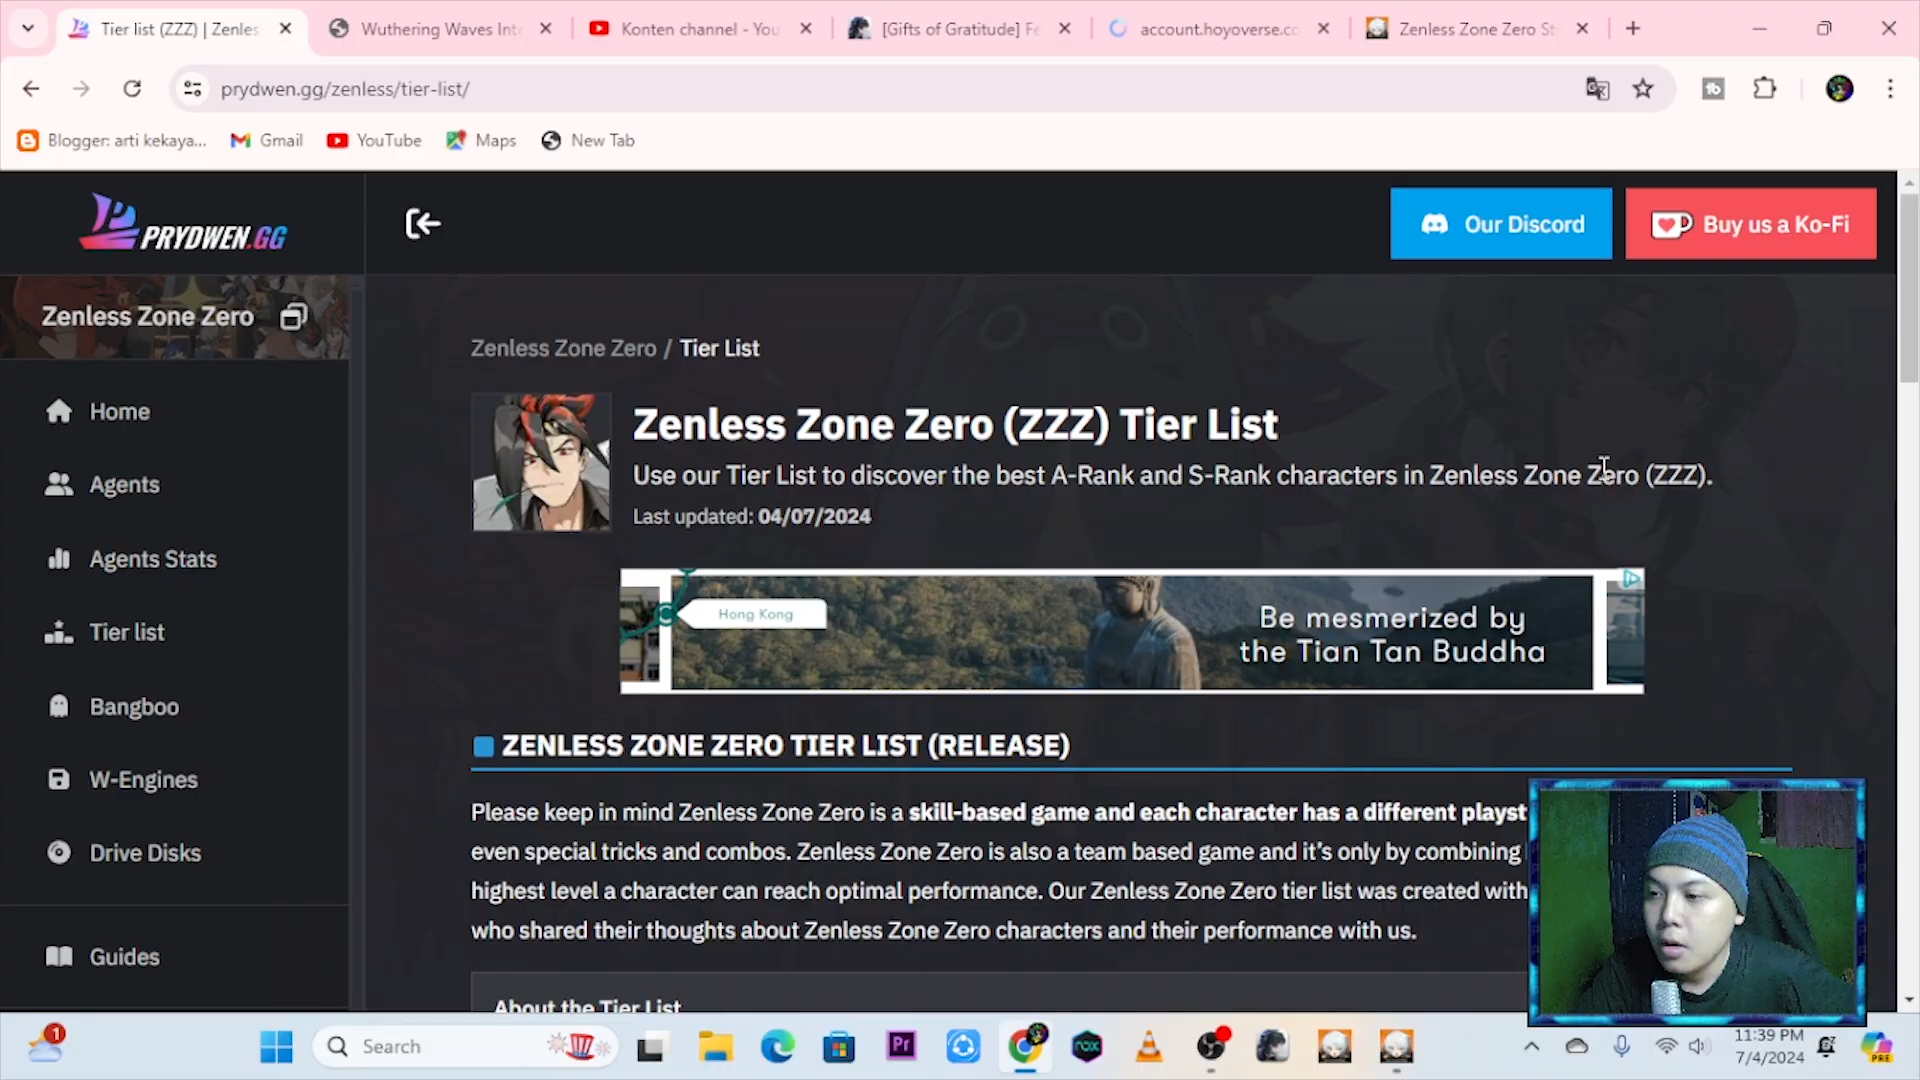 Tier list (ZZZ) | Zenles
Wuthering Waves Inte
Konten channel - You
[Gifts of Gratitude] Fe
account.hoyoverse.cc
Zenless Zone Zero St
prydwen.gg/zenless/tier-list/
Blogger: arti kekaya...
Gmail
YouTube
Maps
New Tab
PRYDWEN.GG
Our Discord
Buy us a Ko-Fi
Zenless Zone Zero
Home
Agents
Agents Stats
Tier list
Bangboo
W-Engines
Drive Disks
Guides
Zenless Zone Zero / Tier List
Zenless Zone Zero (ZZZ) Tier List
Use our Tier List to discover the best A-Rank and S-Rank characters in Zenless Zone Zero (ZZZ).
Last updated: 04/07/2024
Hong Kong
Be mesmerized by
the Tian Tan Buddha
ZENLESS ZONE ZERO TIER LIST (RELEASE)
Please keep in mind Zenless Zone Zero is a skill-based game and each character has a different playst
even special tricks and combos. Zenless Zone Zero is also a team based game and it's only by combining
highest level a character can reach optimal performance. Our Zenless Zone Zero tier list was created with
who shared their thoughts about Zenless Zone Zero characters and their performance with us.
About the Tier List
1
Search
Pr
nox
11:39 PM
7/4/2024
PRE